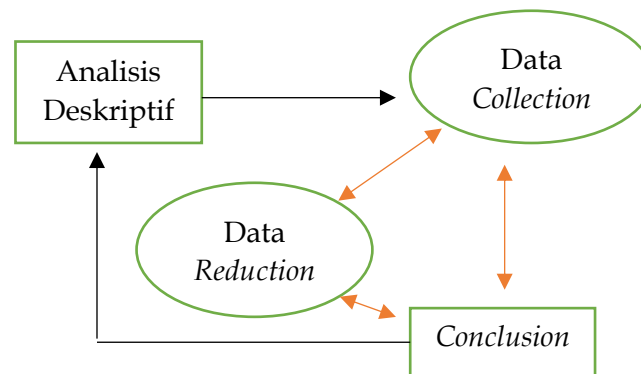 Analisis
Deskriptif
Data
Collection
Data
Reduction
Conclusion